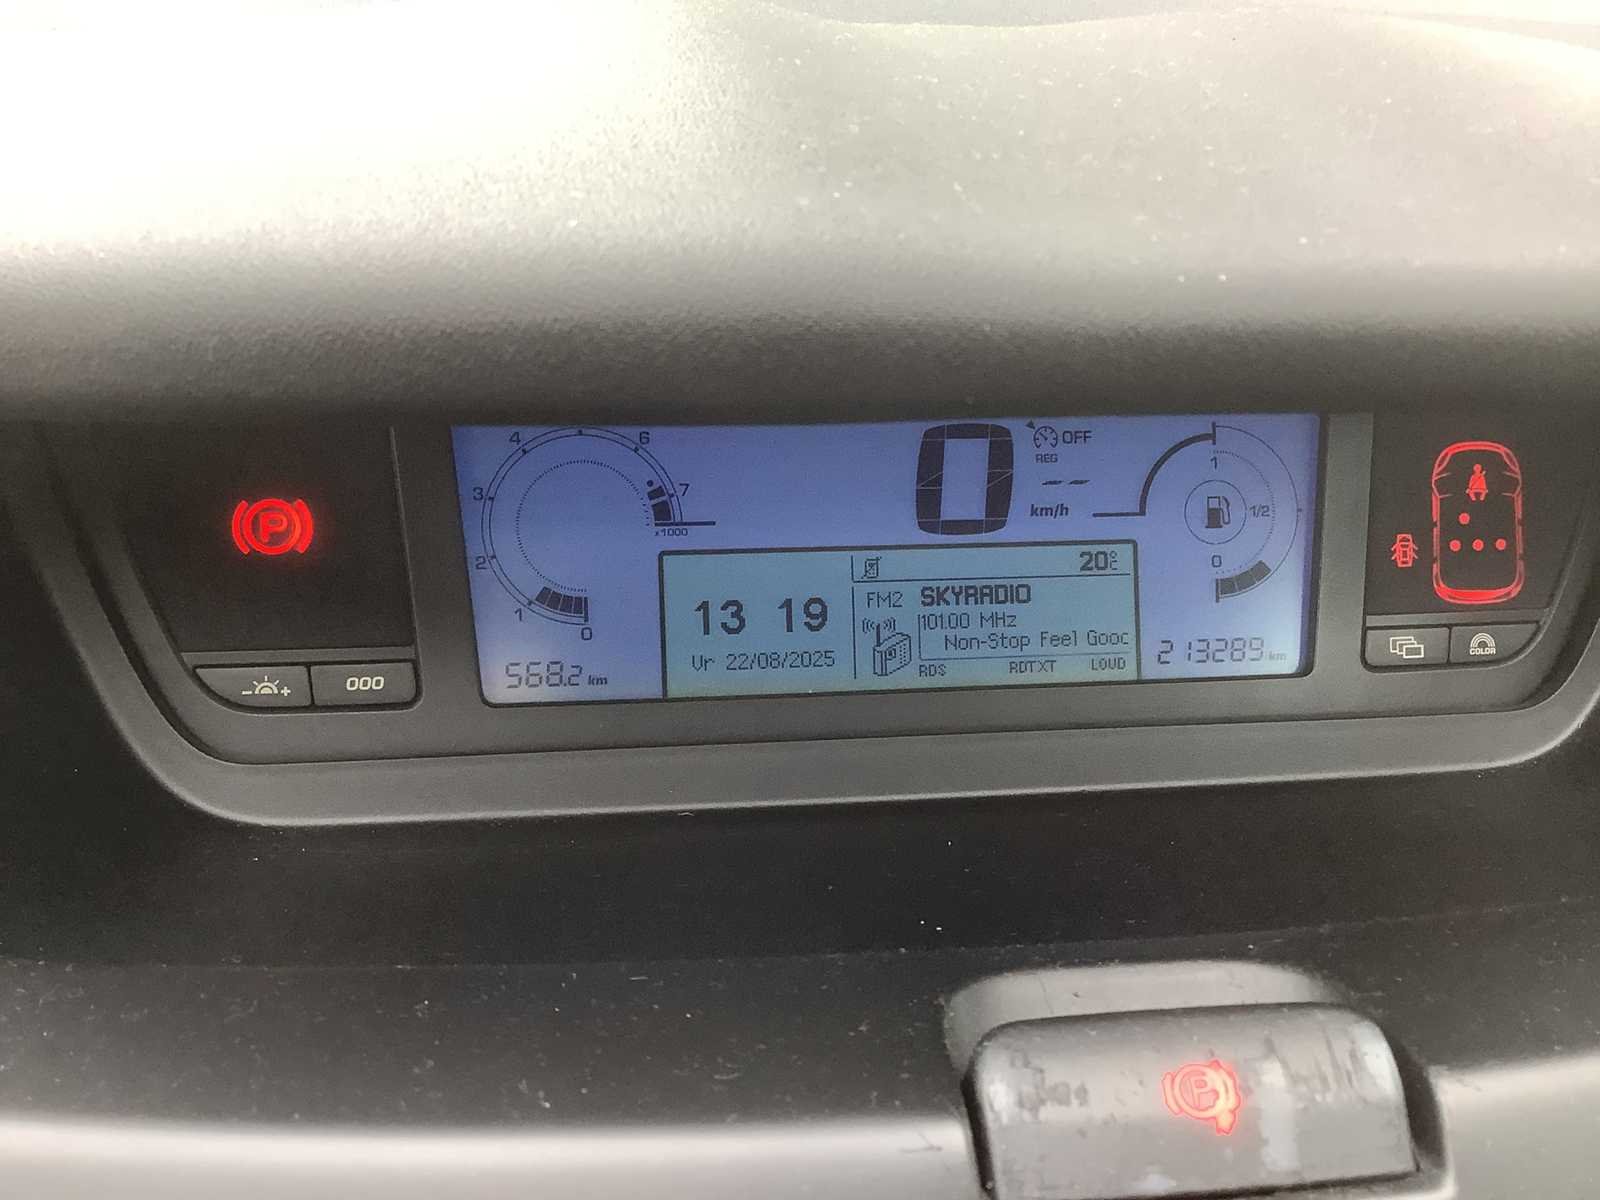 P
4
6
3
7
x1000
2
1
0
568.2 km
0
OFF
REG
-- km/h
1
1/2
0
20°C
13 19
Vr 22/08/2025
FM2 SKYRADIO
101.00 MHz
Non-Stop Feel Gooc
RDS RDTXT LOUD
213289 km
- +
000
COLOR
P